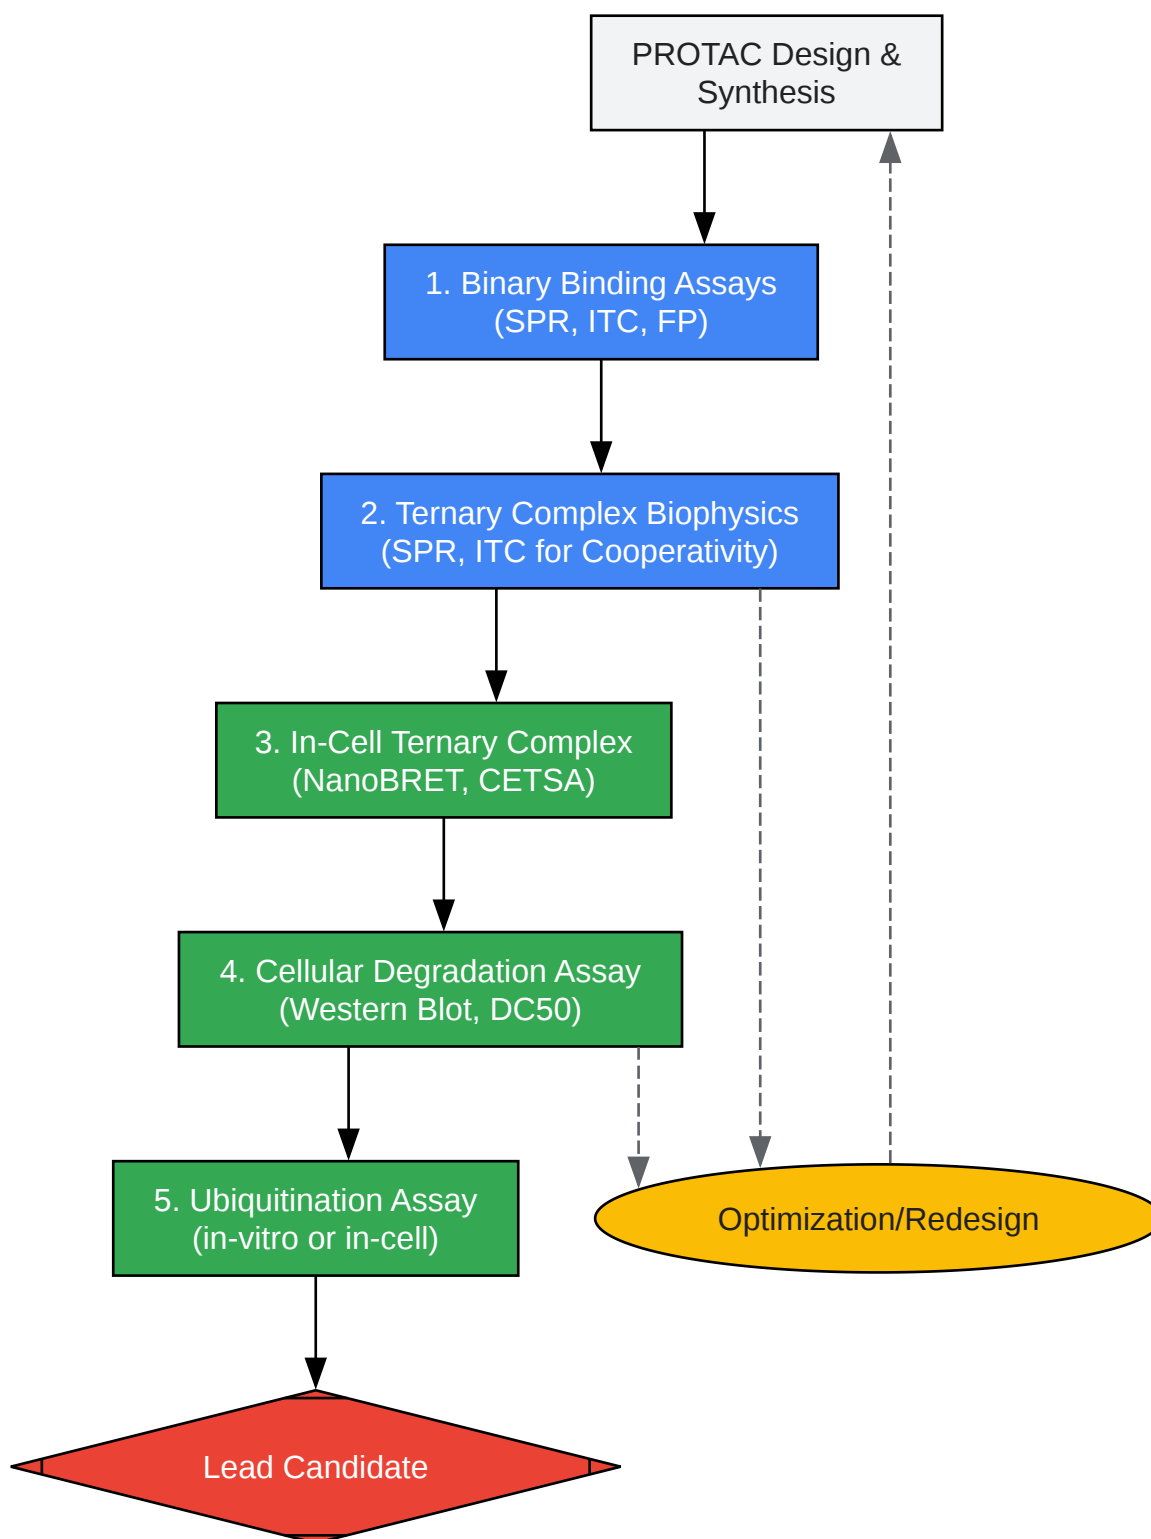 PROTAC Design &
Synthesis
1. Binary Binding Assays
(SPR, ITC, FP)
2. Ternary Complex Biophysics
(SPR, ITC for Cooperativity)
3. In-Cell Ternary Complex
(NanoBRET, CETSA)
4. Cellular Degradation Assay
(Western Blot, DC50)
5. Ubiquitination Assay
(in-vitro or in-cell)
Optimization/Redesign
Lead Candidate